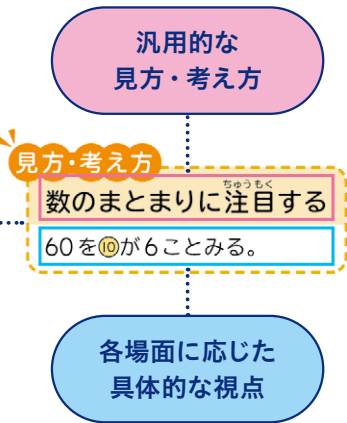 汎用的な
見方・考え方
見方・考え方
ちゅうもく
数のまとまりに注目する
60を⑩が6ことみる。
各場面に応じた
具体的な視点